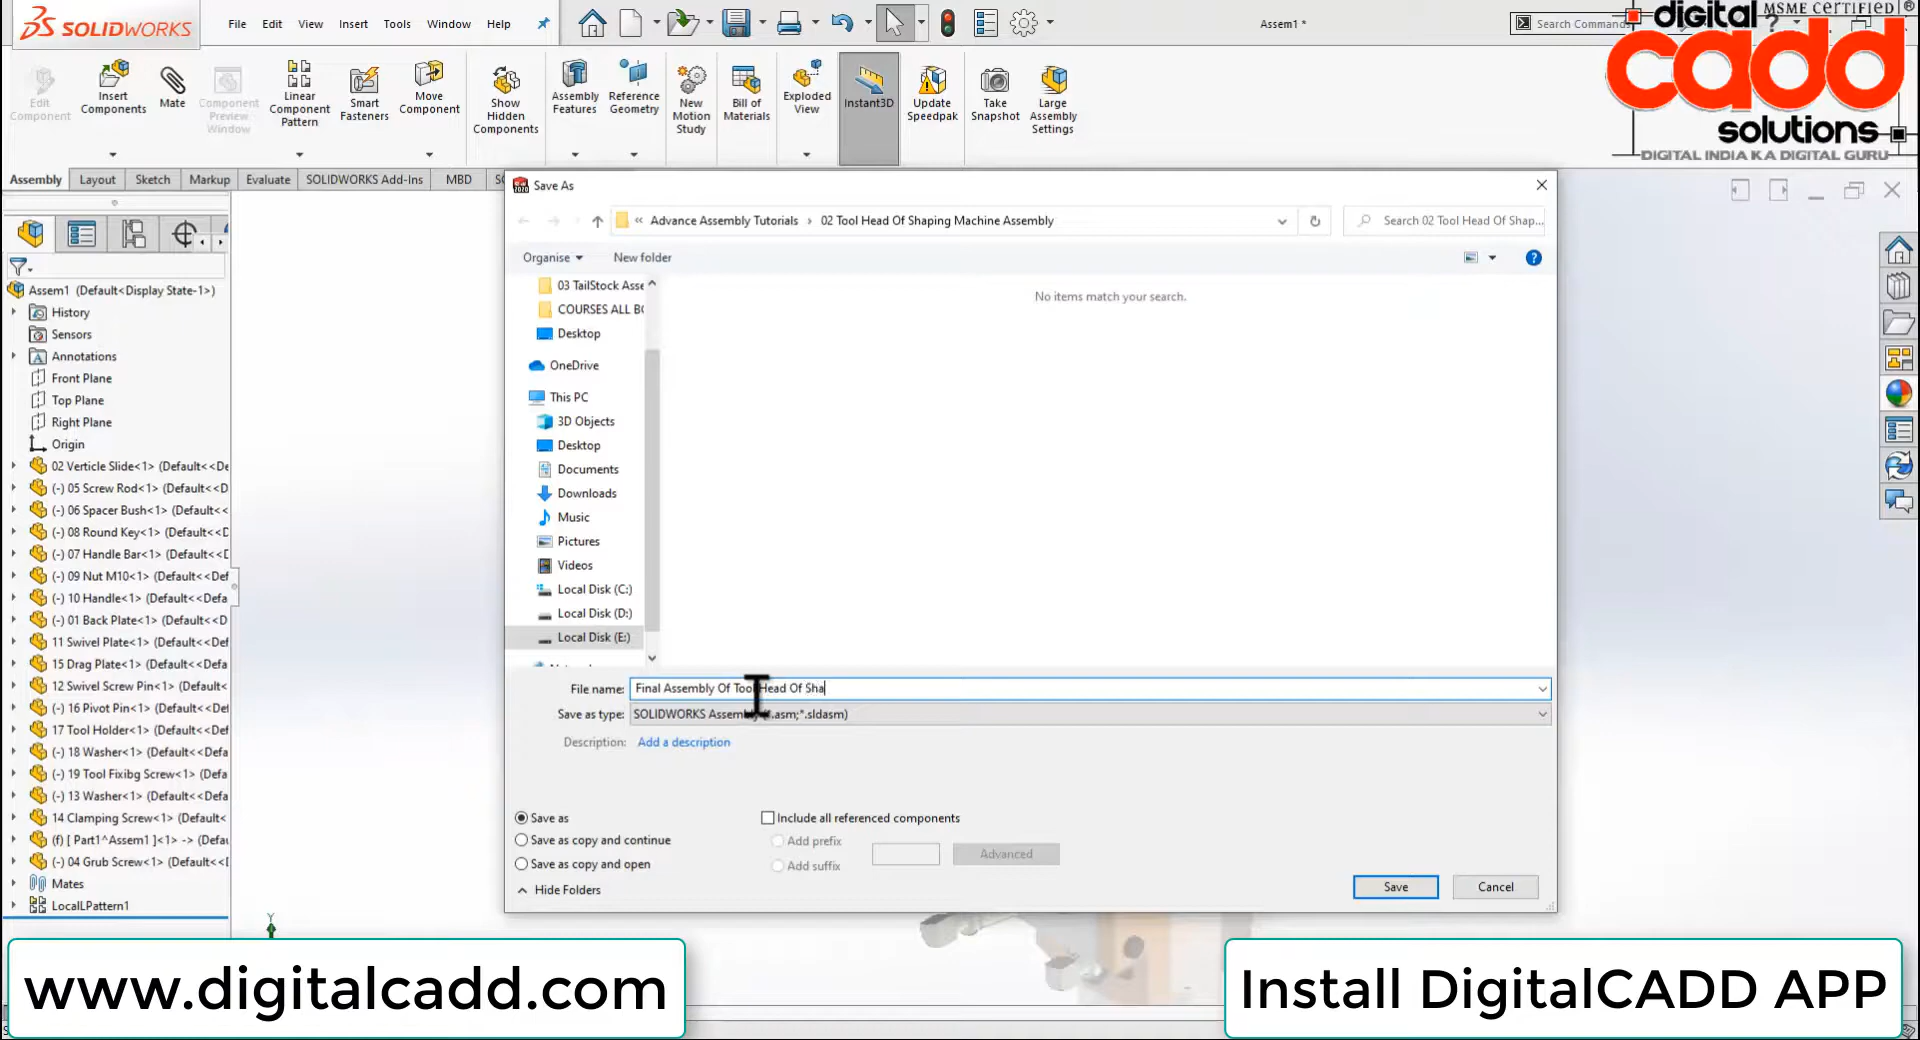 SOLIDWORKS
File Edit View Insert Tools Window Help
Assem1 *
Search Command
digital
MSME CERTIFIED
®
cadd
solutions
DIGITAL INDIA KA DIGITAL GURU
Edit Component
Insert Components
Mate
Component Preview Window
Linear Component Pattern
Smart Fasteners
Move Component
Show Hidden Components
Assembly Features
Reference Geometry
New Motion Study
Bill of Materials
Exploded View
Instant3D
Update Speedpak
Take Snapshot
Large Assembly Settings
Assembly Layout Sketch Markup Evaluate SOLIDWORKS Add-Ins MBD
Assem1 (Default<Display State-1>)
History
Sensors
Annotations
Front Plane
Top Plane
Right Plane
Origin
02 Verticle Slide<1> (Default<<De
(-) 05 Screw Rod<1> (Default<<D
(-) 06 Spacer Bush<1> (Default<<
(-) 08 Round Key<1> (Default<<D
(-) 07 Handle Bar<1> (Default<<D
(-) 09 Nut M10<1> (Default<<Def
(-) 10 Handle<1> (Default<<Defa
(-) 01 Back Plate<1> (Default<<D
11 Swivel Plate<1> (Default<<Def
15 Drag Plate<1> (Default<<Defa
12 Swivel Screw Pin<1> (Default<
(-) 16 Pivot Pin<1> (Default<<Def
17 Tool Holder<1> (Default<<Def
(-) 18 Washer<1> (Default<<Defa
(-) 19 Tool Fixibg Screw<1> (Defa
(-) 13 Washer<1> (Default<<Defa
14 Clamping Screw<1> (Default<
(f) [ Part1^Assem1 ]<1> -> (Defau
(-) 04 Grub Screw<1> (Default<<D
Mates
LocalLPattern1
Save As
« Advance Assembly Tutorials › 02 Tool Head Of Shaping Machine Assembly
Search 02 Tool Head Of Shap...
Organise New folder
03 TailStock Asse
COURSES ALL BO
Desktop
OneDrive
This PC
3D Objects
Desktop
Documents
Downloads
Music
Pictures
Videos
Local Disk (C:)
Local Disk (D:)
Local Disk (E:)
No items match your search.
File name: Final Assembly Of Tool Head Of Sha
Save as type: SOLIDWORKS Assembly (*.asm;*.sldasm)
Description: Add a description
Save as
Save as copy and continue
Save as copy and open
Include all referenced components
Add prefix
Add suffix
Advanced
Hide Folders
Save
Cancel
Y
www.digitalcadd.com
Install DigitalCADD APP